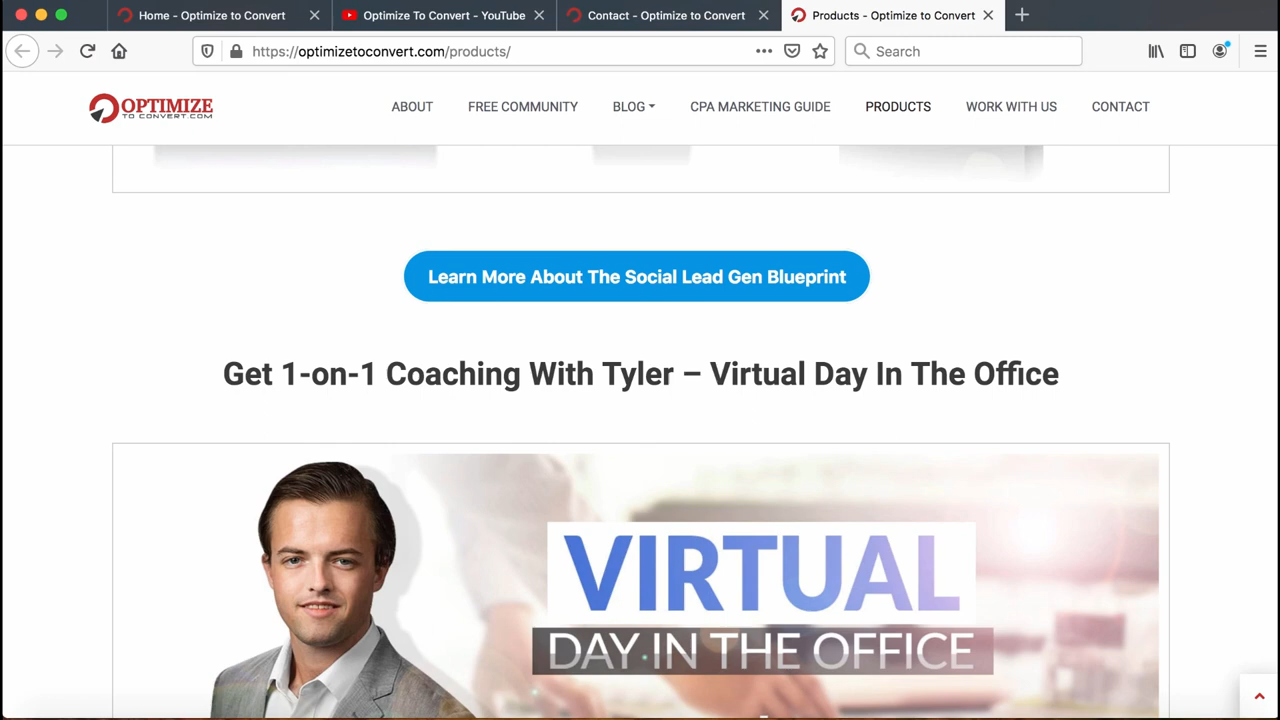 Home - Optimize to Convert
Optimize To Convert - YouTube
Contact - Optimize to Convert
Products - Optimize to Convert
https://optimizetoconvert.com/products/
Search
OPTIMIZE
TO CONVERT.COM
ABOUT
FREE COMMUNITY
BLOG
CPA MARKETING GUIDE
PRODUCTS
WORK WITH US
CONTACT
Learn More About The Social Lead Gen Blueprint
Get 1-on-1 Coaching With Tyler – Virtual Day In The Office
VIRTUAL
DAY IN THE OFFICE